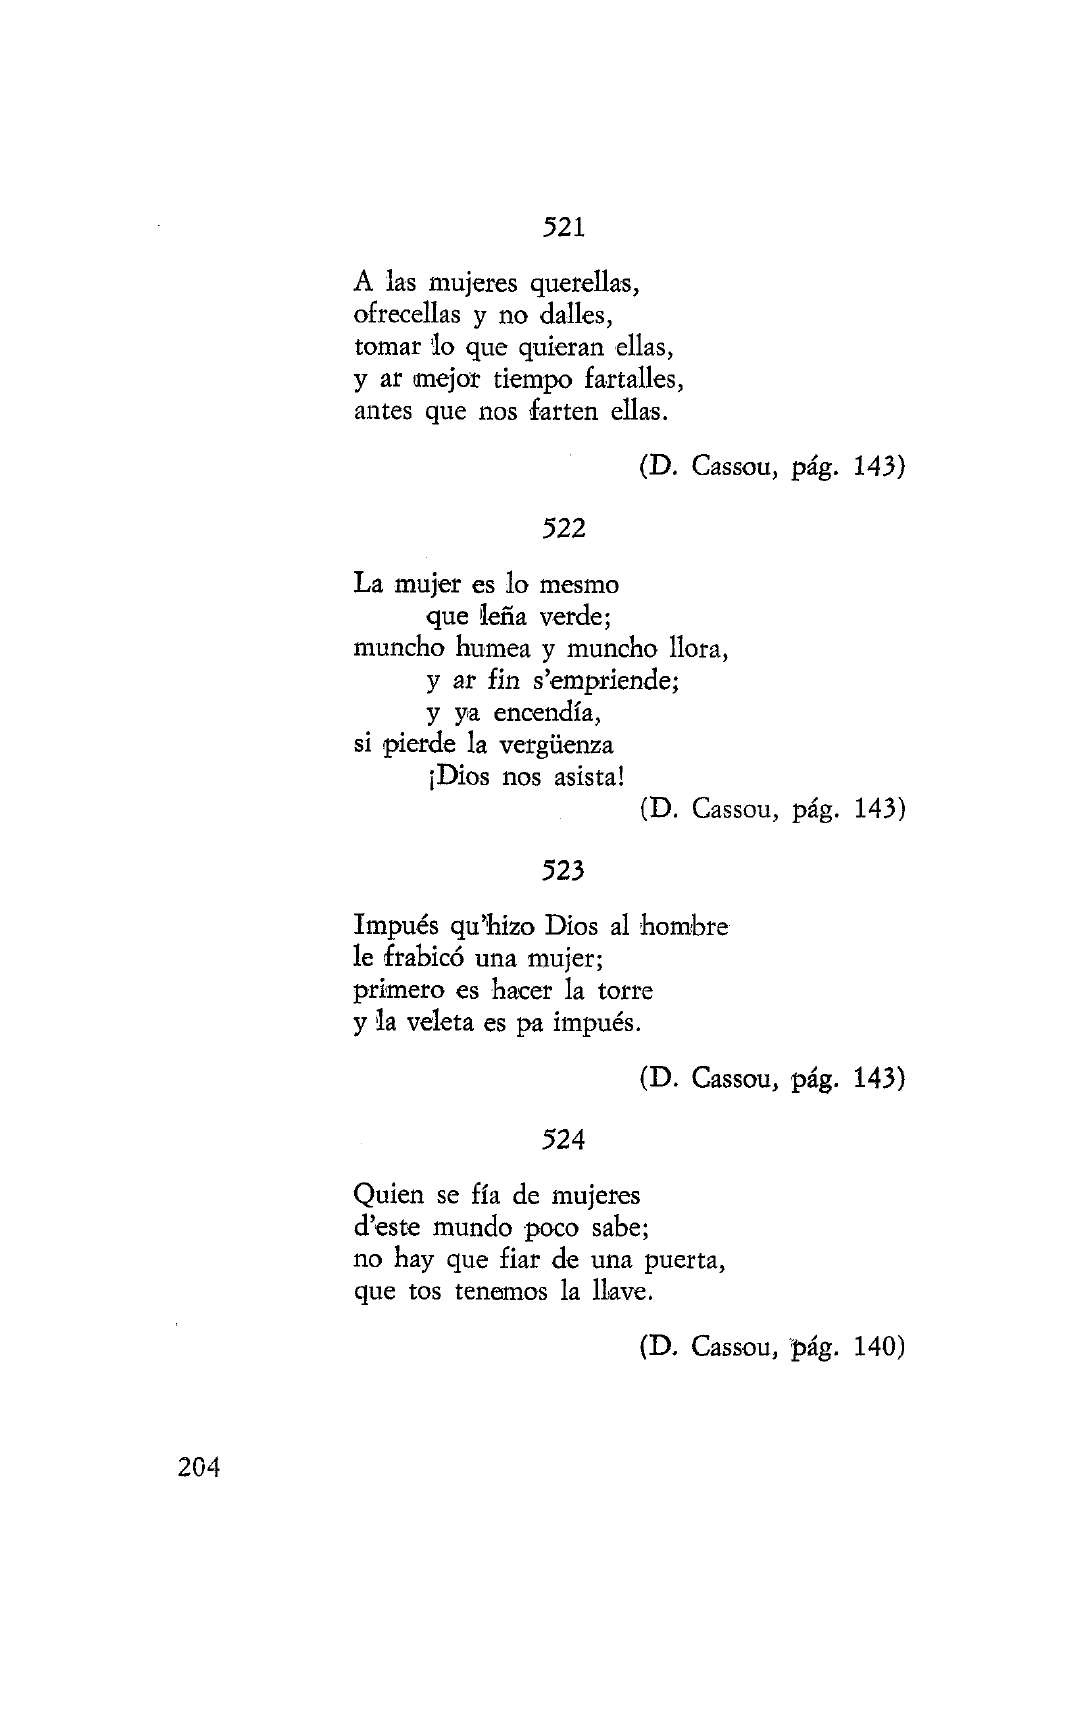 521
A las mujeres querellas,
ofrecellas y no dalles,
tomar lo que quieran ellas,
y ar mejor tiempo fartalles,
antes que nos farten ellas.
(D. Cassou, pág. 143)
522
La mujer es lo mesmo
que leña verde;
muncho humea y muncho llora,
y ar fin s'empriende;
y ya encendía,
si pierde la vergüenza
¡Dios nos asista!
(D. Cassou, pág. 143)
523
Impués qu'hizo Dios al hombre
le frabicó una mujer;
primero es hacer la torre
y la veleta es pa impués.
(D. Cassou, pág. 143)
524
Quien se fía de mujeres
d'este mundo poco sabe;
no hay que fiar de una puerta,
que tos tenemos la llave.
(D. Cassou, pág. 140)
204